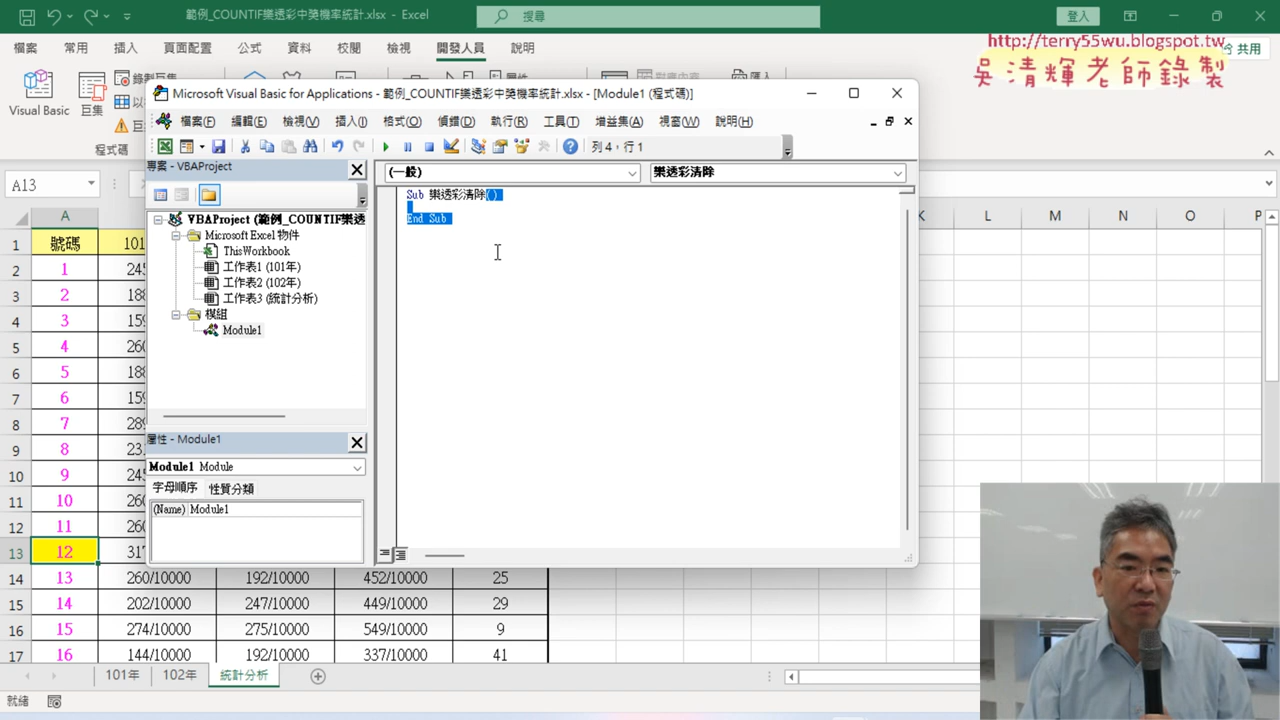 範例_COUNTIF樂透彩中獎機率統計.xlsx - Excel
搜尋
登入
檔案 常用 插入 頁面配置 公式 資料 校閱 檢視 開發人員 說明
共用
http://terry55wu.blogspot.tw
吳清輝老師錄製
Visual Basic
巨集
程式碼
Microsoft Visual Basic for Applications - 範例_COUNTIF樂透彩中獎機率統計.xlsx - [Module1 (程式碼)]
檔案(F) 編輯(E) 檢視(V) 插入(I) 格式(O) 偵錯(D) 執行(R) 工具(T) 增益集(A) 視窗(W) 說明(H)
列 4，行 1
專案 - VBAProject
(一般)
樂透彩清除
Sub 樂透彩清除()
End Sub
VBAProject (範例_COUNTIF樂透
Microsoft Excel 物件
ThisWorkbook
工作表1 (101年)
工作表2 (102年)
工作表3 (統計分析)
模組
Module1
屬性 - Module1
Module1 Module
字母順序 性質分類
(Name) Module1
A13
A K L M N O P
1 號碼 101
2 1 245
3 2 188
4 3 159
5 4 260
6 5 188
7 6 159
8 7 289
9 8 23
10 9 245
11 10 260
12 11 260
13 12 317
14 13 260/10000 192/10000 452/10000 25
15 14 202/10000 247/10000 449/10000 29
16 15 274/10000 275/10000 549/10000 9
17 16 144/10000 192/10000 337/10000 41
101年 102年 統計分析
就緒